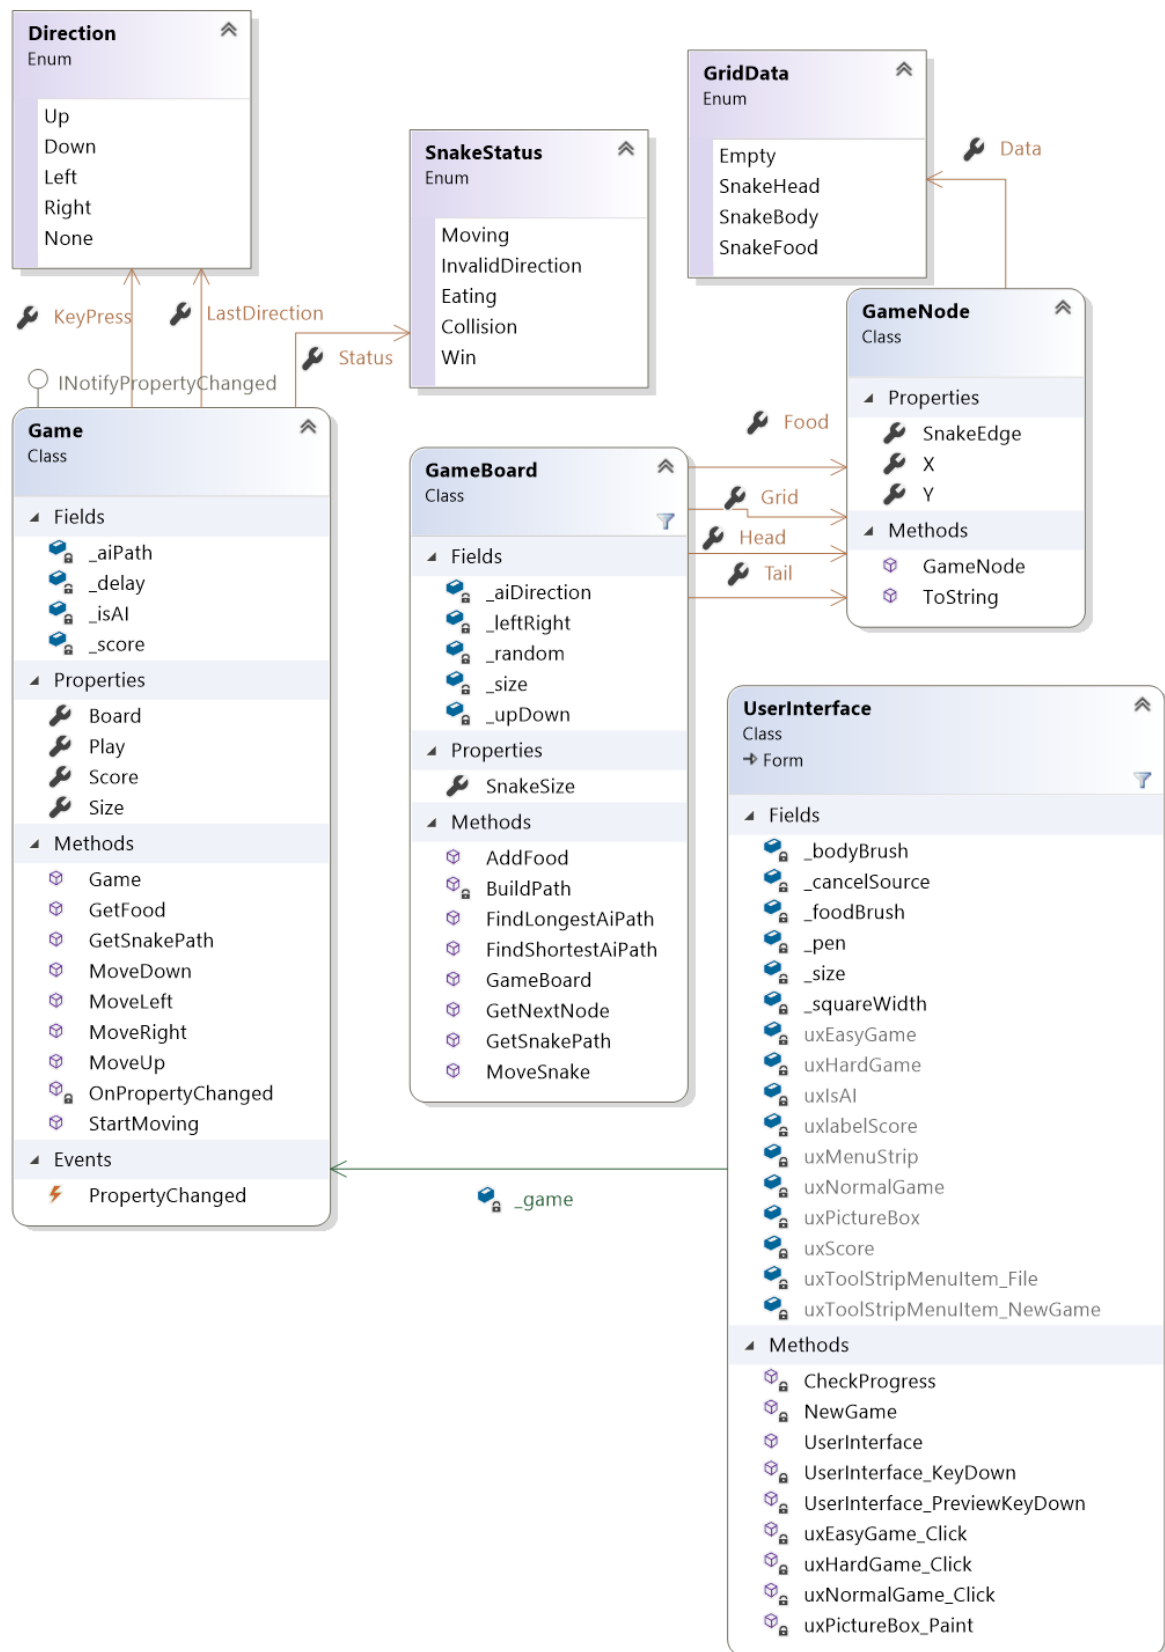 Direction
Enum
Up
Down
Left
Right
None
GridData
Enum
Empty
SnakeHead
SnakeBody
SnakeFood
Data
SnakeStatus
Enum
Moving
InvalidDirection
Eating
Collision
Win
KeyPress
LastDirection
Status
INotifyPropertyChanged
Game
Class
Fields
_aiPath
_delay
_isAI
_score
Properties
Board
Play
Score
Size
Methods
Game
GetFood
GetSnakePath
MoveDown
MoveLeft
MoveRight
MoveUp
OnPropertyChanged
StartMoving
Events
PropertyChanged
GameBoard
Class
Fields
_aiDirection
_leftRight
_random
_size
_upDown
Properties
SnakeSize
Methods
AddFood
BuildPath
FindLongestAiPath
FindShortestAiPath
GameBoard
GetNextNode
GetSnakePath
MoveSnake
Food
Grid
Head
Tail
GameNode
Class
Properties
SnakeEdge
X
Y
Methods
GameNode
ToString
_game
UserInterface
Class
Form
Fields
_bodyBrush
_cancelSource
_foodBrush
_pen
_size
_squareWidth
uxEasyGame
uxHardGame
uxIsAI
uxlabelScore
uxMenuStrip
uxNormalGame
uxPictureBox
uxScore
uxToolStripMenuItem_File
uxToolStripMenuItem_NewGame
Methods
CheckProgress
NewGame
UserInterface
UserInterface_KeyDown
UserInterface_PreviewKeyDown
uxEasyGame_Click
uxHardGame_Click
uxNormalGame_Click
uxPictureBox_Paint